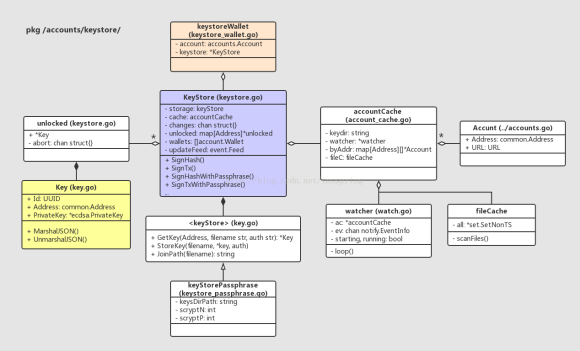 pkg /accounts/keystore/
keystoreWallet
(keystore_wallet.go)
- account: accounts.Account
- keystore: *KeyStore
KeyStore (keystore.go)
- storage: keyStore
- cache: accountCache
- changes: chan struct{}
- unlocked: map[Address]*unlocked
- wallets: []account.Wallet
- updateFeed: event.Feed
+ SignHash()
+ SignTx()
+ SignHashWithPassphrase()
+ SignTxWithPassphrase()
...
unlocked (keystore.go)
+ *Key
- abort: chan struct{}
*
Key (key.go)
+ Id: UUID
+ Address: common.Address
+ PrivateKey: *ecdsa.PrivateKey
+ MarshalJSON()
+ UnmarshalJSON()
accountCache
(account_cache.go)
- keydir: string
- watcher: *watcher
- byAddr: map[Address][]*Account
- fileC: fileCache
*
Accunt (../accounts.go)
+ Address: common.Address
+ URL: URL
<keyStore> (key.go)
+ GetKey(Address, filename str, auth str): *Key
+ StoreKey(filename, *key, auth)
+ JoinPath(filename): string
watcher (watch.go)
- ac: *accountCache
- ev: chan notify.EventInfo
- starting, running: bool
- loop()
fileCache
- all: *set.SetNonTS
- scanFiles()
keyStorePassphrase
(keystore_passphrase.go)
- keysDirPath: string
- scryptN: int
- scryptP: int